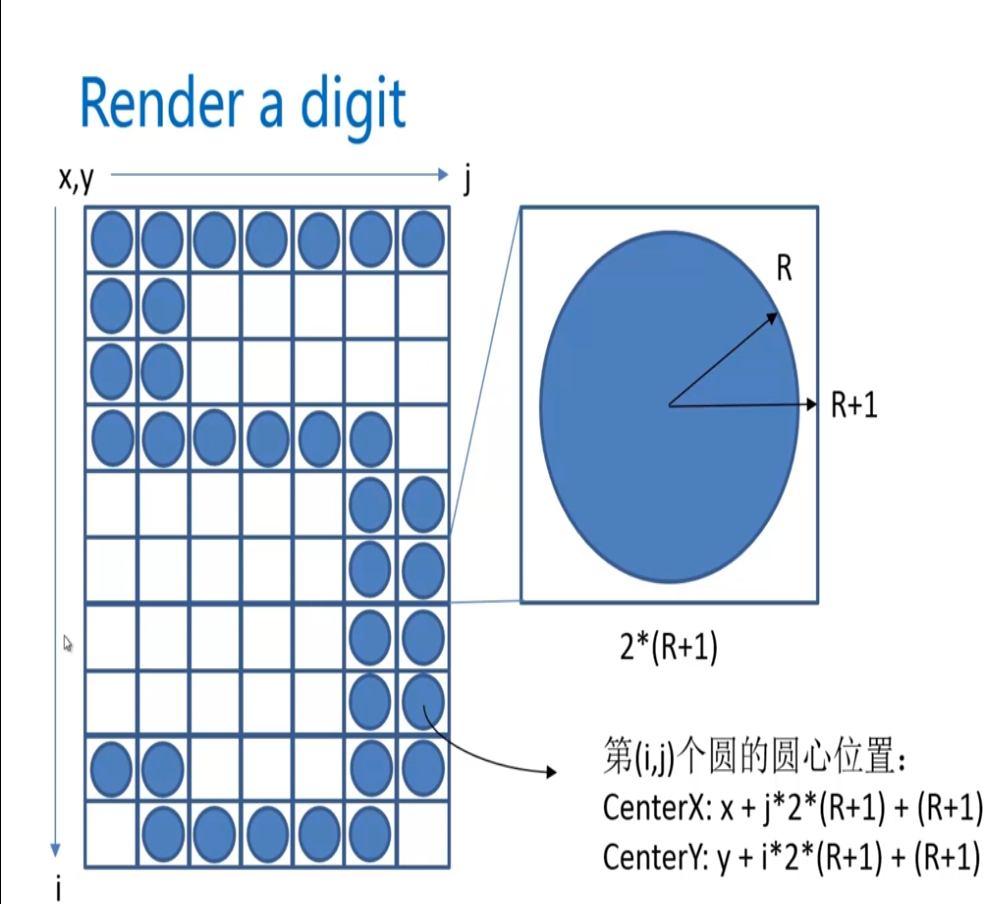 Render a digit
x,y
j
R
R+1
2*(R+1)
第(i,j)个圆的圆心位置：
CenterX: x + j*2*(R+1) + (R+1)
CenterY: y + i*2*(R+1) + (R+1)
i